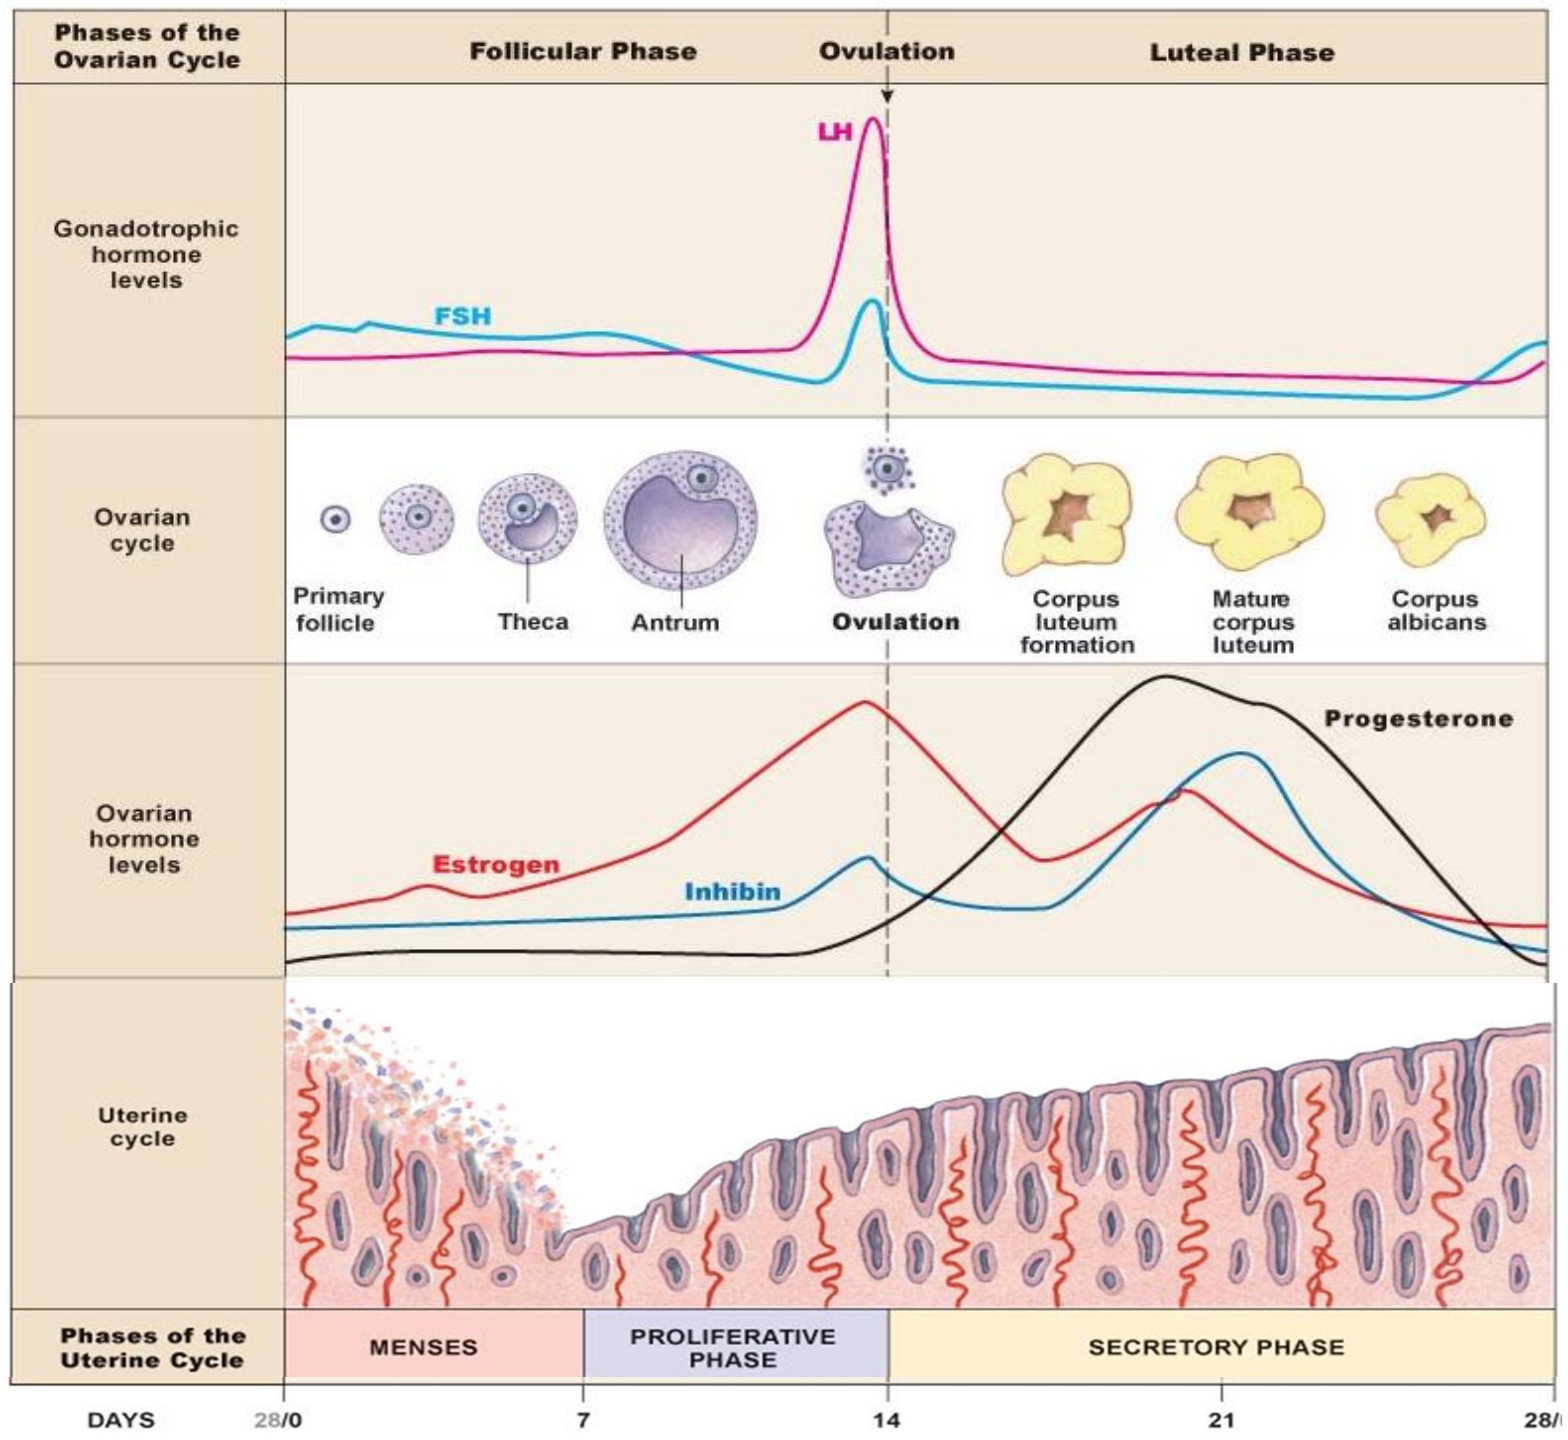 Phases of the
Ovarian Cycle
Follicular Phase
Ovulation
Luteal Phase
Gonadotrophic
hormone
levels
LH
FSH
Ovarian
cycle
Primary
follicle
Theca
Antrum
Ovulation
Corpus
luteum
formation
Mature
corpus
luteum
Corpus
albicans
Ovarian
hormone
levels
Estrogen
Inhibin
Progesterone
Uterine
cycle
Phases of the
Uterine Cycle
MENSES
PROLIFERATIVE
PHASE
SECRETORY PHASE
DAYS
28/0
7
14
21
28/